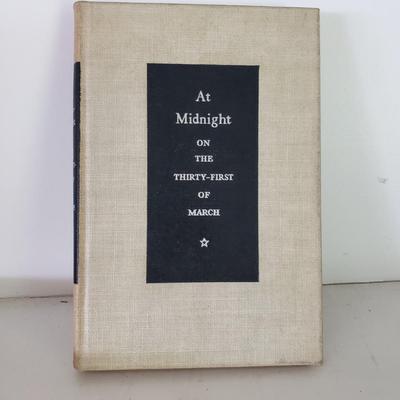 At
Midnight
ON
THE
THIRTY-FIRST
OF
MARCH